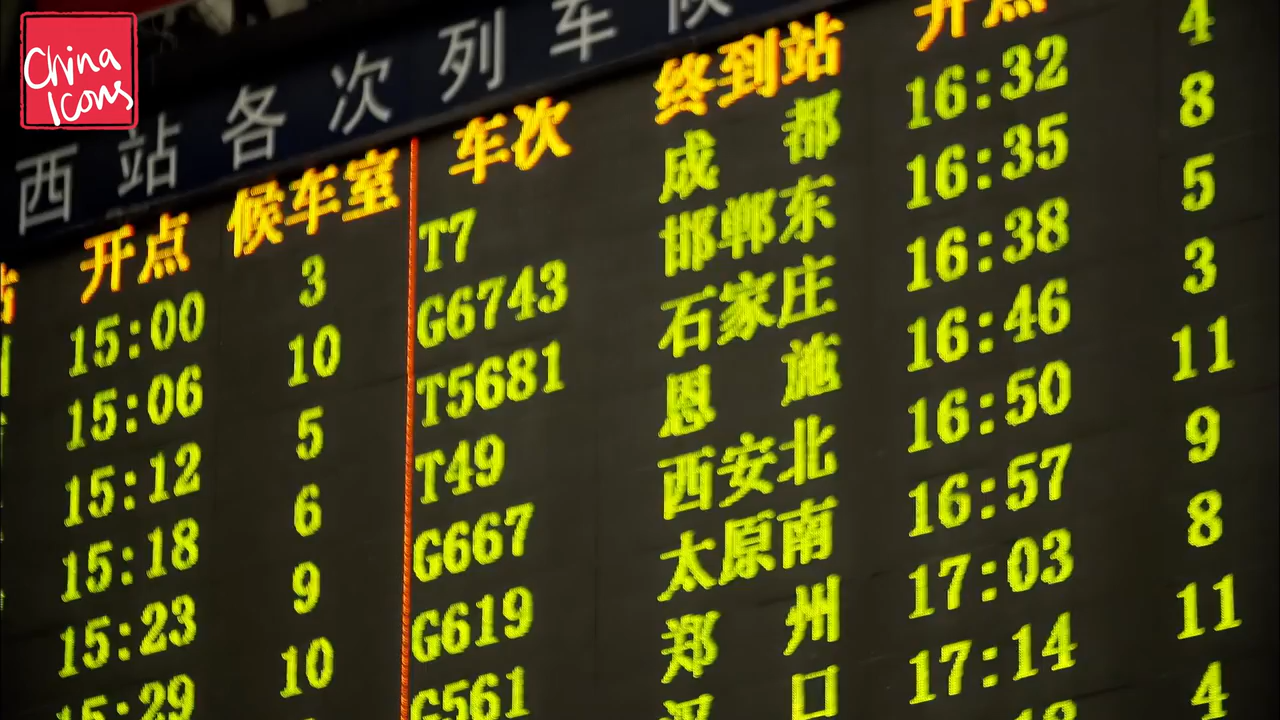 China
Icons
西站各次列车候
开点 候车室
15:00 3
15:06 10
15:12 5
15:18 6
15:23 9
15:29 10
车次 终到站 开点
T7 成都 16:32 4
G6743 邯郸东 16:35 8
T5681 石家庄 16:38 5
T49 恩施 16:46 3
G667 西安北 16:50 11
G619 太原南 16:57 9
G561 郑州 17:03 8
汉口 17:14 11
4